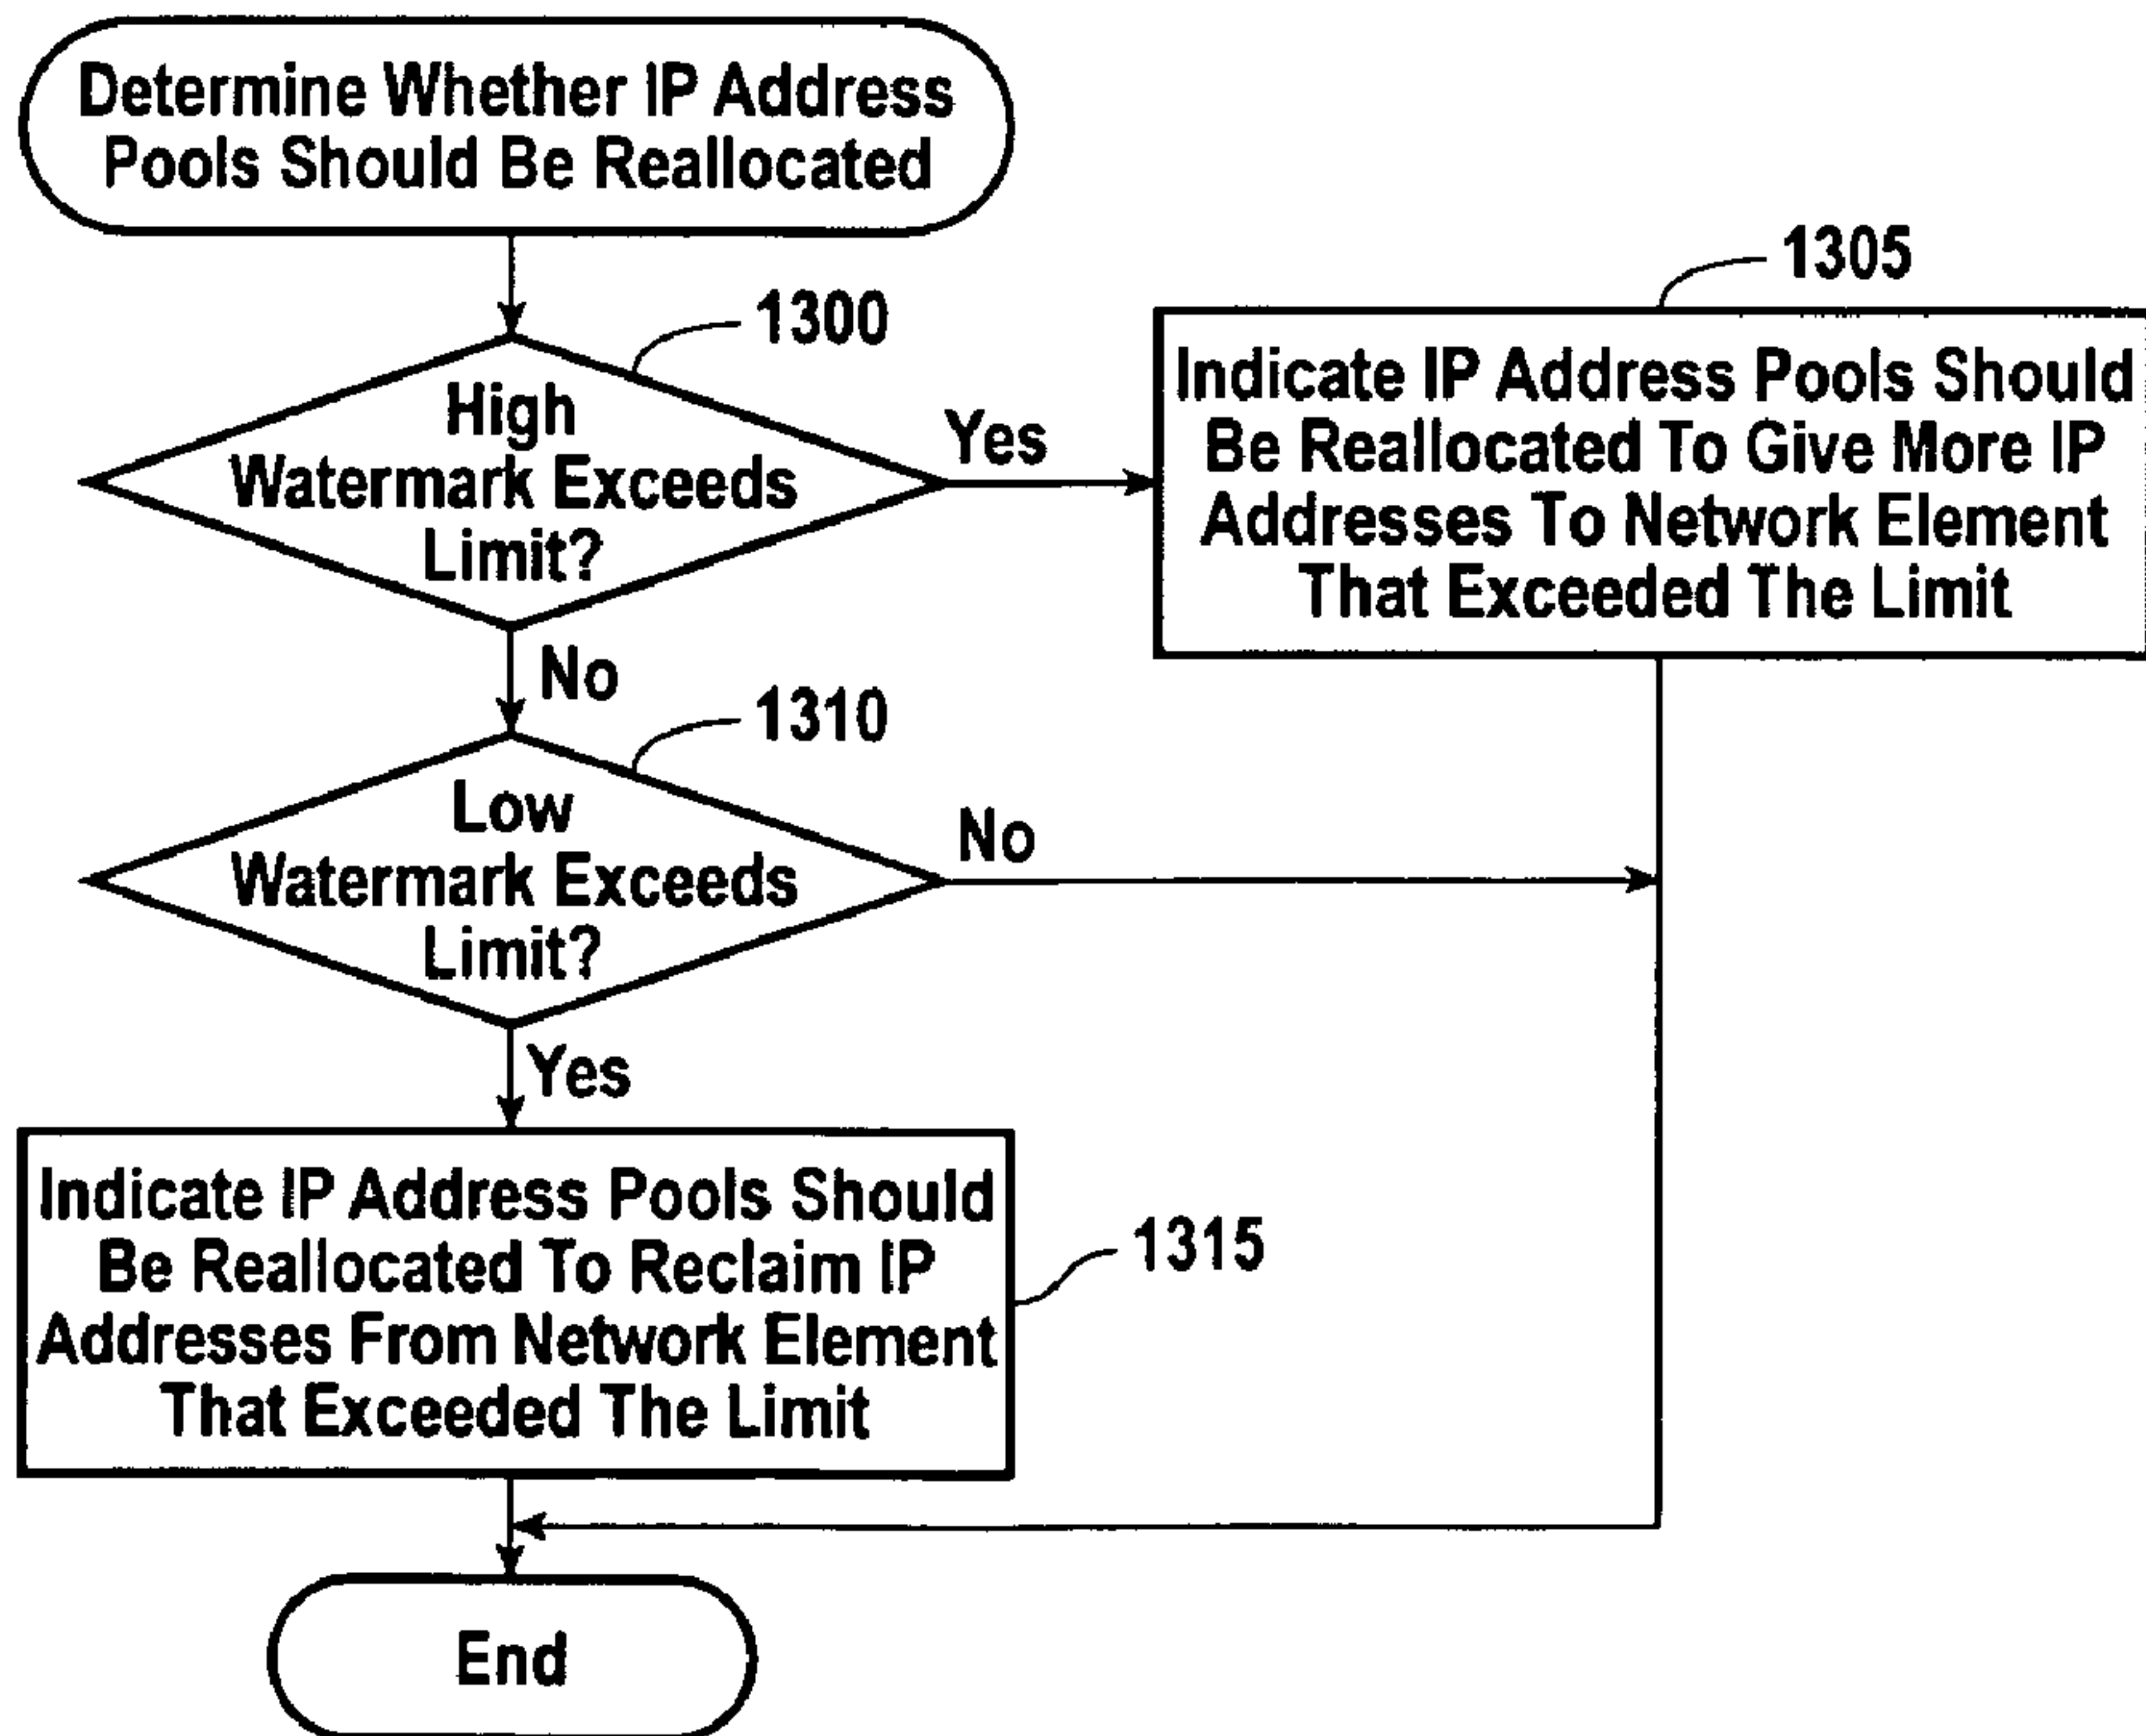 Determine Whether IP Address
Pools Should Be Reallocated
1300
High
Watermark Exceeds
Limit?
Yes
1305
Indicate IP Address Pools Should
Be Reallocated To Give More IP
Addresses To Network Element
That Exceeded The Limit
No
1310
Low
Watermark Exceeds
Limit?
No
Yes
Indicate IP Address Pools Should
Be Reallocated To Reclaim IP
Addresses From Network Element
That Exceeded The Limit
1315
End